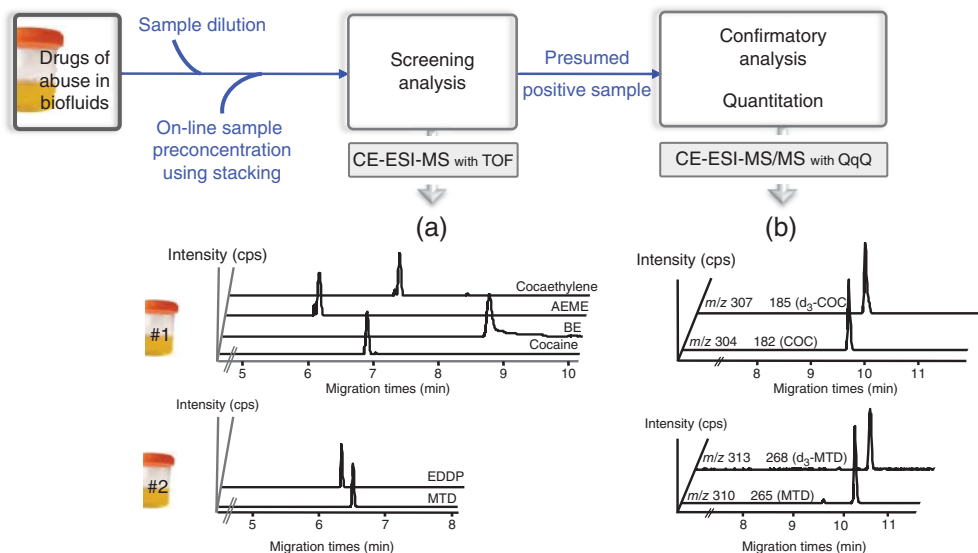 Drugs of
abuse in
biofluids
Sample dilution
On-line sample
preconcentration
using stacking
Screening
analysis
Presumed
positive sample
Confirmatory
analysis
Quantitation
CE-ESI-MS with TOF
CE-ESI-MS/MS with QqQ
(a)
(b)
Intensity (cps)
#1
Cocaethylene
AEME
BE
Cocaine
5 6 7 8 9 10
Migration times (min)
Intensity (cps)
m/z 307 185 (d3-COC)
m/z 304 182 (COC)
8 9 10 11
Migration times (min)
Intensity (cps)
#2
EDDP
MTD
5 6 7 8
Migration times (min)
Intensity (cps)
m/z 313 268 (d3-MTD)
m/z 310 265 (MTD)
8 9 10 11
Migration times (min)